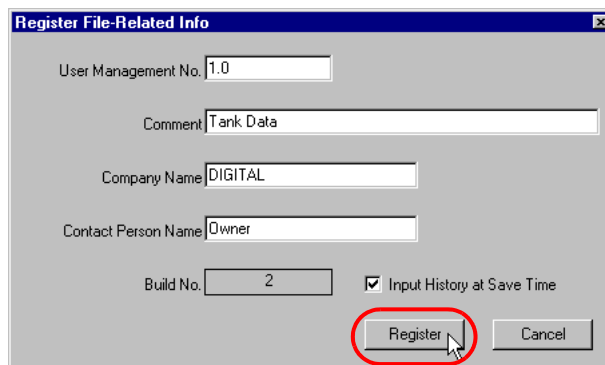 Register File-Related Info
User Management No. 1.0
Comment Tank Data
Company Name DIGITAL
Contact Person Name Owner
Build No. 2 Input History at Save Time
Register Cancel